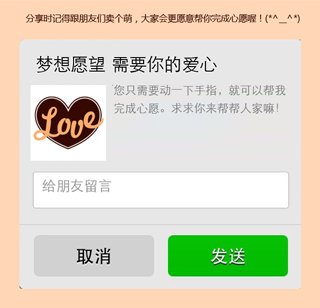 分享时记得跟朋友们卖个萌，大家会更愿意帮你完成心愿喔！(*^__^*)
梦想愿望 需要你的爱心
Love
您只需要动一下手指，就可以帮我
完成心愿。求求你来帮帮人家嘛！
给朋友留言
取消
发送